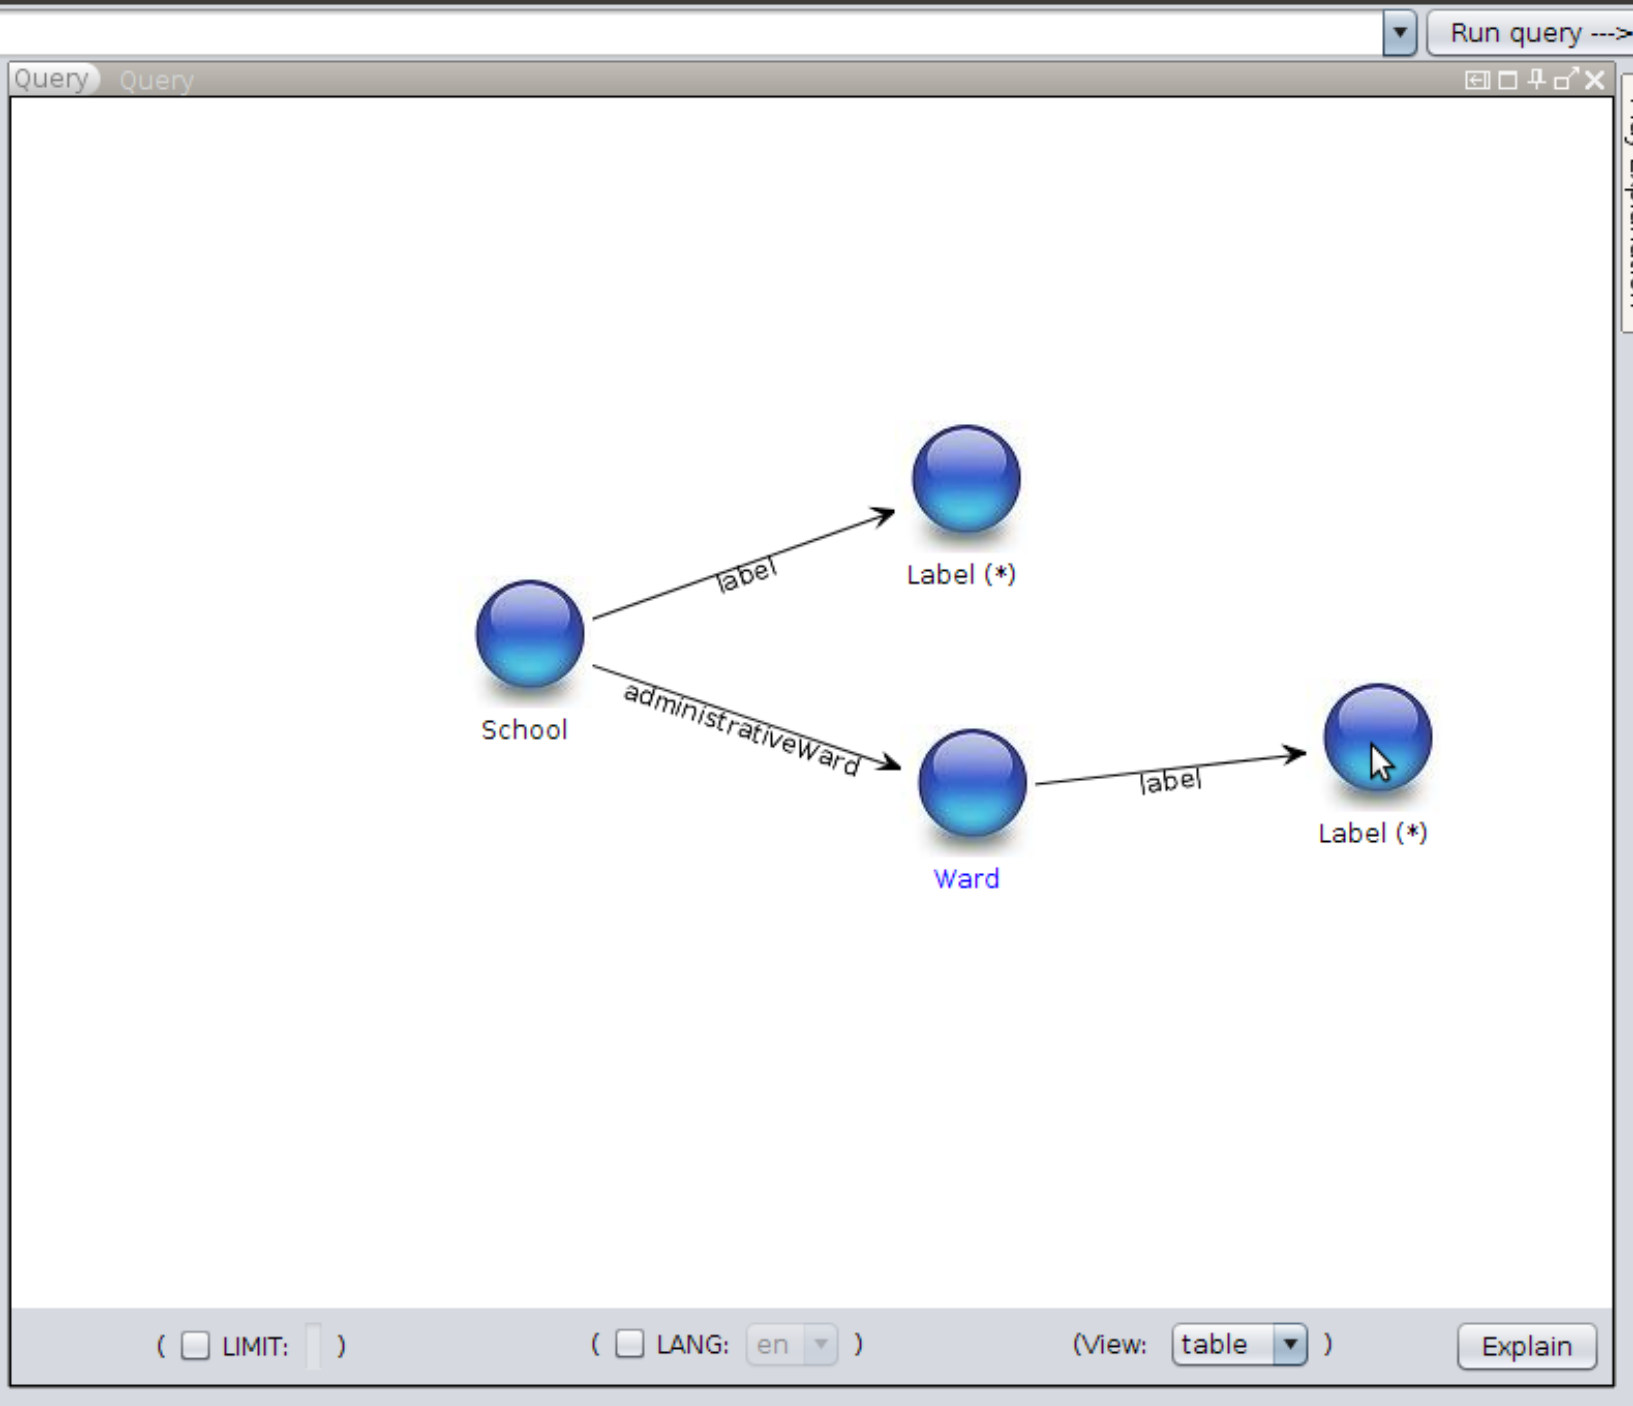 Run query --->
Query Query
label
Label (*)
School
administrativeWard
label
Label (*)
Ward
( LIMIT: )
( LANG: en )
(View: table )
Explain